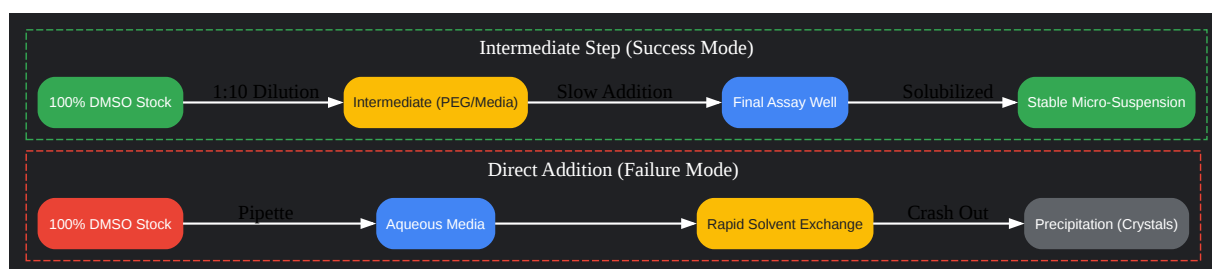 Intermediate Step (Success Mode)
100% DMSO Stock
1:10 Dilution
Intermediate (PEG/Media)
Slow Addition
Final Assay Well
Solubilized
Stable Micro-Suspension
Direct Addition (Failure Mode)
100% DMSO Stock
Pipette
Aqueous Media
Rapid Solvent Exchange
Crash Out
Precipitation (Crystals)